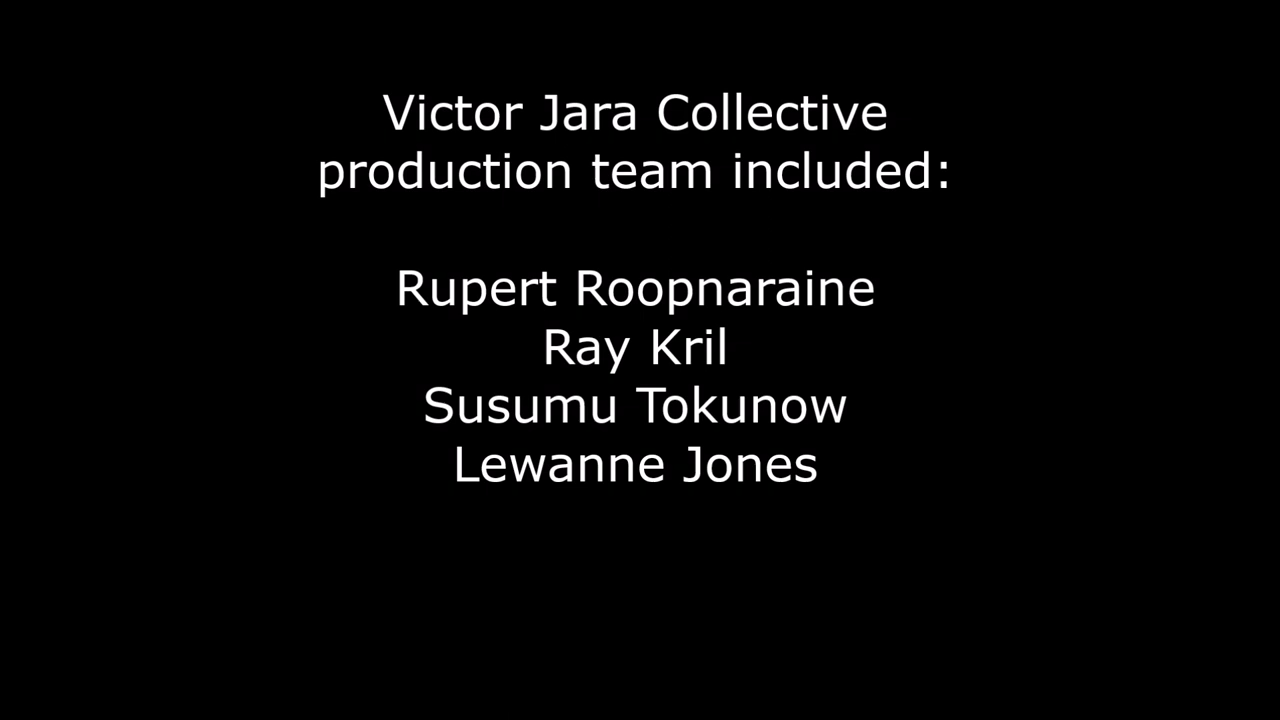 Victor Jara Collective
production team included:
Rupert Roopnaraine
Ray Kril
Susumu Tokunow
Lewanne Jones